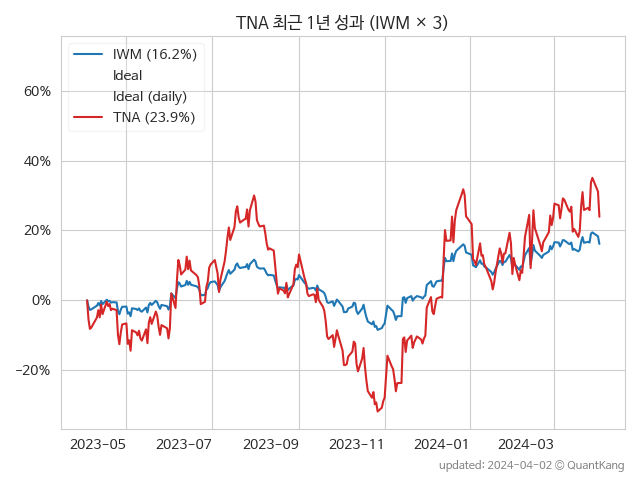 TNA 최근 1년 성과 (IWM × 3)
IWM (16.2%)
Ideal
Ideal (daily)
TNA (23.9%)
60%
40%
20%
0%
−20%
2023-05
2023-07
2023-09
2023-11
2024-01
2024-03
updated: 2024-04-02 © QuantKang